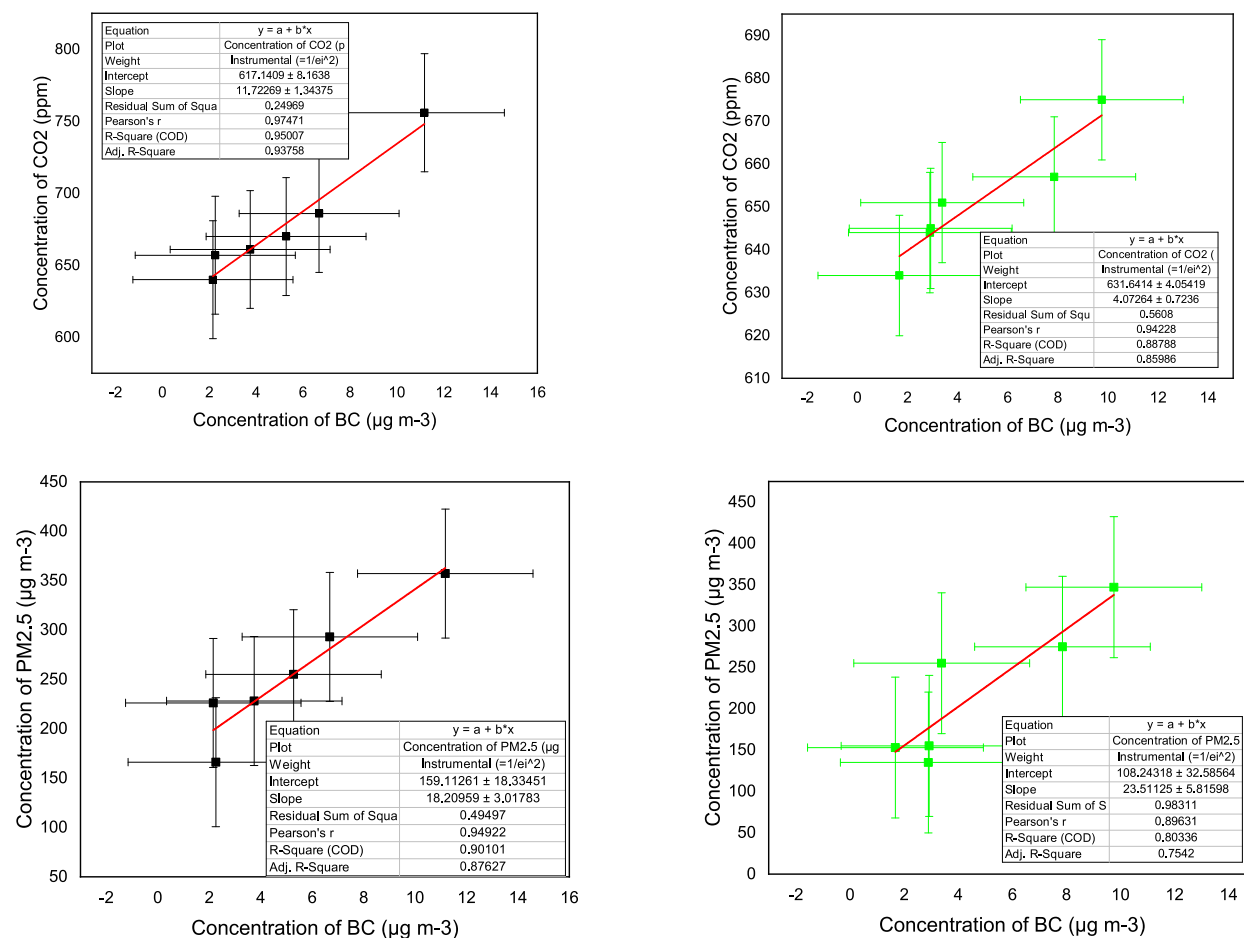 800
750
700
650
600
Concentration of CO2 (ppm)
Equation y = a + b*x
Plot Concentration of CO2 (p
Weight Instrumental (=1/ei^2)
Intercept 617.1409 ± 8.1638
Slope 11.72269 ± 1.34375
Residual Sum of Squa 0.24969
Pearson's r 0.97471
R-Square (COD) 0.95007
Adj. R-Square 0.93758
-2 0 2 4 6 8 10 12 14 16
Concentration of BC (µg m-3)
690
680
670
660
650
640
630
620
610
Concentration of CO2 (ppm)
Equation y = a + b*x
Plot Concentration of CO2 (
Weight Instrumental (=1/ei^2)
Intercept 631.6414 ± 4.05419
Slope 4.07264 ± 0.7236
Residual Sum of Squ 0.5608
Pearson's r 0.94228
R-Square (COD) 0.88788
Adj. R-Square 0.85986
-2 0 2 4 6 8 10 12 14
Concentration of BC (µg m-3)
450
400
350
300
250
200
150
100
50
Concentration of PM2.5 (µg m-3)
Equation y = a + b*x
Plot Concentration of PM2.5 (µg
Weight Instrumental (=1/ei^2)
Intercept 159.11261 ± 18.33451
Slope 18.20959 ± 3.01783
Residual Sum of Squa 0.49497
Pearson's r 0.94922
R-Square (COD) 0.90101
Adj. R-Square 0.87627
-2 0 2 4 6 8 10 12 14 16
Concentration of BC (µg m-3)
450
400
350
300
250
200
150
100
50
0
Concentration of PM2.5 (µg m-3)
Equation y = a + b*x
Plot Concentration of PM2.5
Weight Instrumental (=1/ei^2)
Intercept 108.24318 ± 32.58564
Slope 23.51125 ± 5.81598
Residual Sum of S 0.98311
Pearson's r 0.89631
R-Square (COD) 0.80336
Adj. R-Square 0.7542
-2 0 2 4 6 8 10 12 14
Concentration of BC (µg m-3)